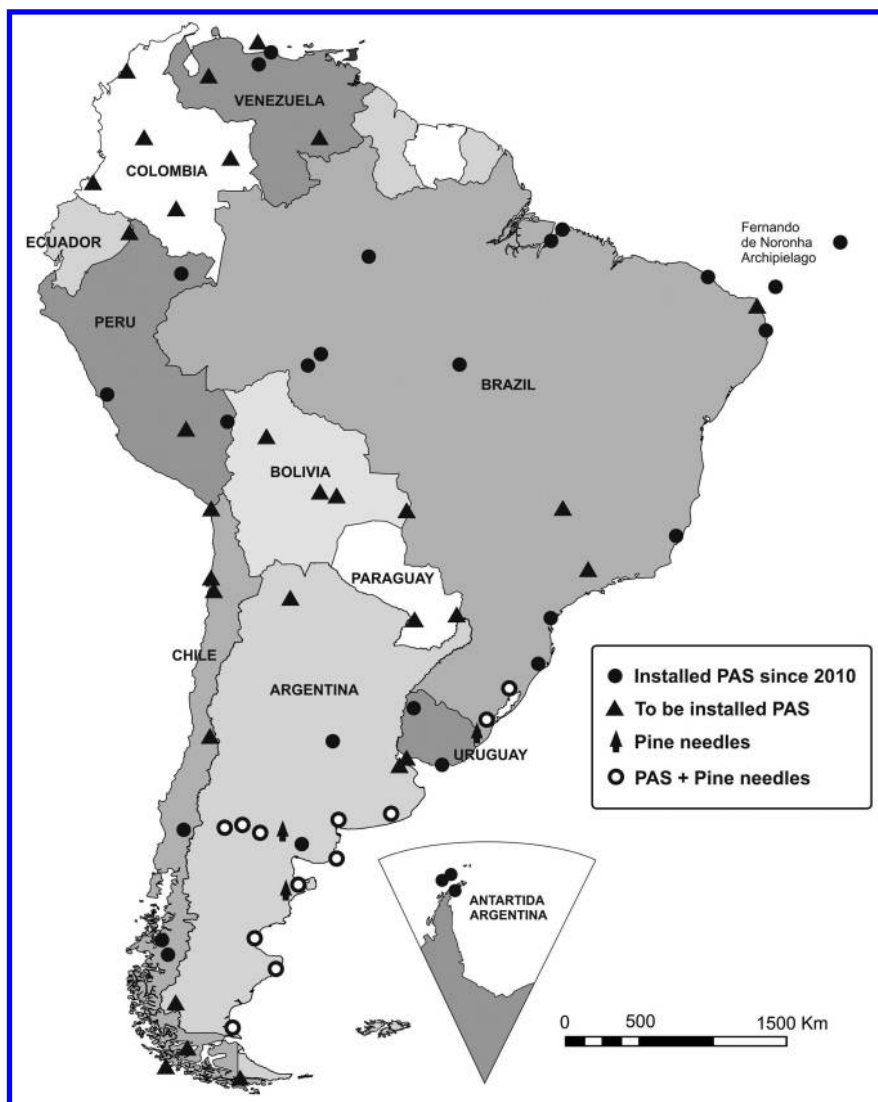 VENEZUELA
COLOMBIA
ECUADOR
Fernando
de Noronha
Archipielago
PERU
BRAZIL
BOLIVIA
PARAGUAY
CHILE
ARGENTINA
URUGUAY
Installed PAS since 2010
To be installed PAS
Pine needles
PAS + Pine needles
ANTARTIDA
ARGENTINA
0 500 1500 Km